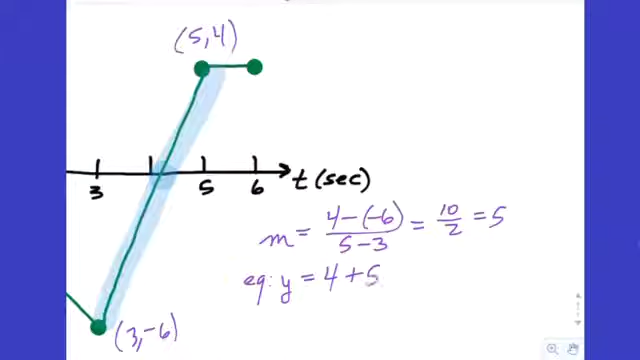 (5,4)
3
5
6
t (sec)
m = 4-(-6) / 5-3 = 10/2 = 5
eq: y = 4 + 5
(3,-6)